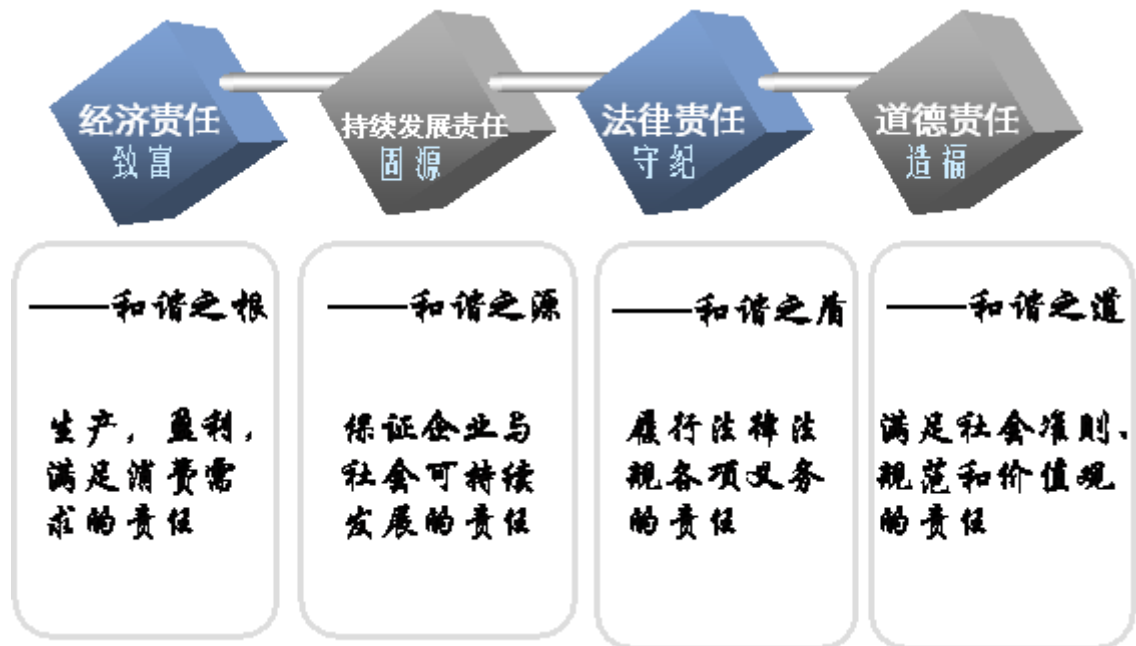 经济责任
致富
持续发展责任
固源
法律责任
守纪
道德责任
造福
——和谐之根
生产，盈利，
满足消费需
求的责任
——和谐之源
保证企业与
社会可持续
发展的责任
——和谐之盾
履行法律法
规各项义务
的责任
——和谐之道
满足社会准则、
规范和价值观
的责任